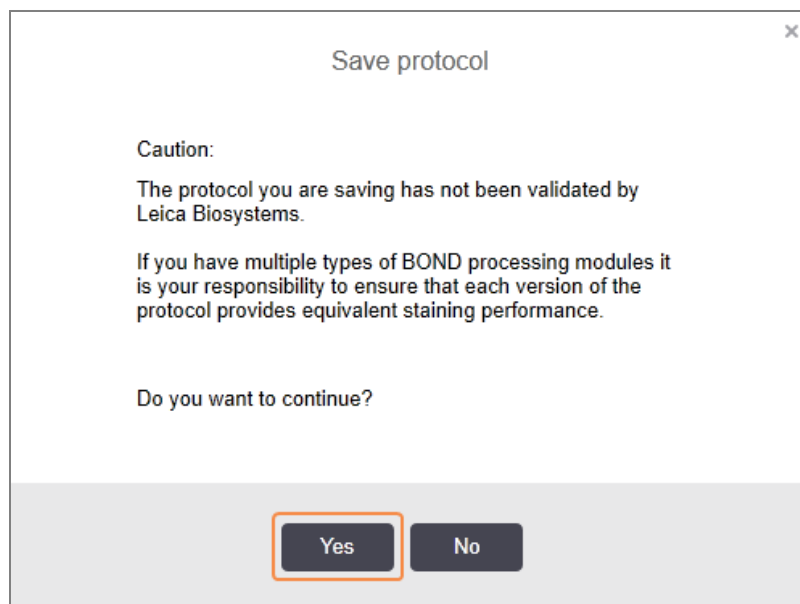 Save protocol
Caution:
The protocol you are saving has not been validated by
Leica Biosystems.
If you have multiple types of BOND processing modules it
is your responsibility to ensure that each version of the
protocol provides equivalent staining performance.
Do you want to continue?
Yes No